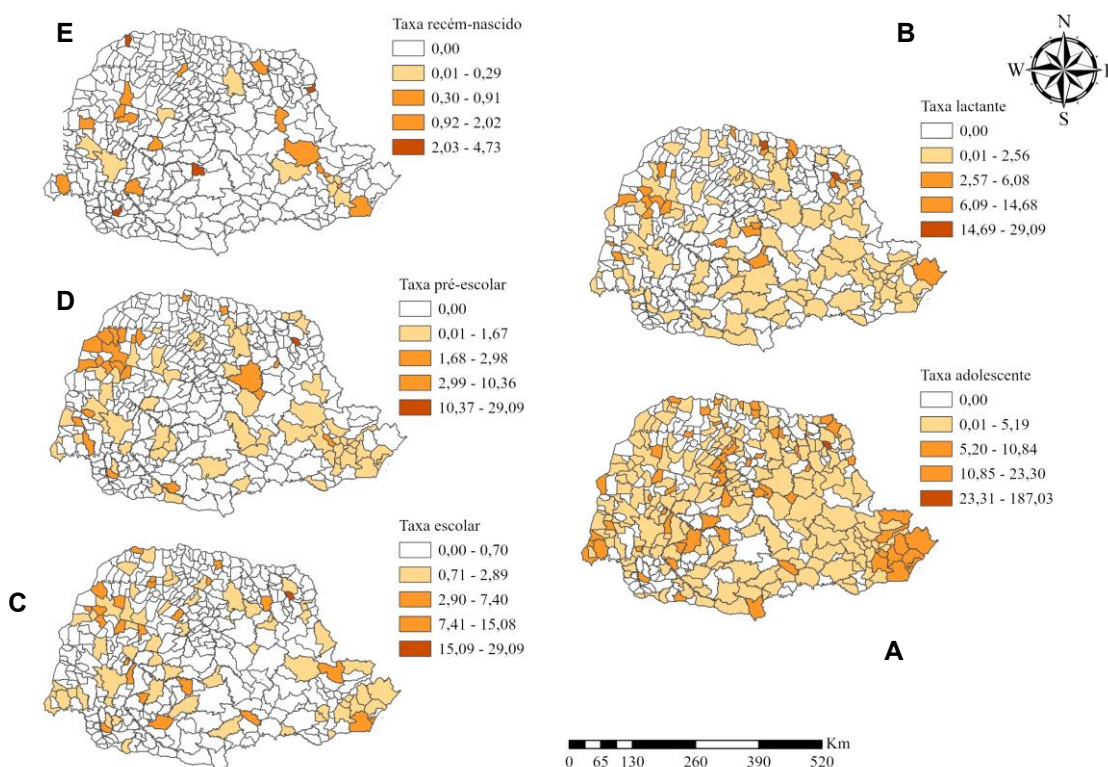 E
Taxa recém-nascido
0,00
0,01 - 0,29
0,30 - 0,91
0,92 - 2,02
2,03 - 4,73
B
N
W
E
S
Taxa lactante
0,00
0,01 - 2,56
2,57 - 6,08
6,09 - 14,68
14,69 - 29,09
D
Taxa pré-escolar
0,00
0,01 - 1,67
1,68 - 2,98
2,99 - 10,36
10,37 - 29,09
Taxa adolescente
0,00
0,01 - 5,19
5,20 - 10,84
10,85 - 23,30
23,31 - 187,03
C
Taxa escolar
0,00 - 0,70
0,71 - 2,89
2,90 - 7,40
7,41 - 15,08
15,09 - 29,09
A
Km
0 65 130 260 390 520